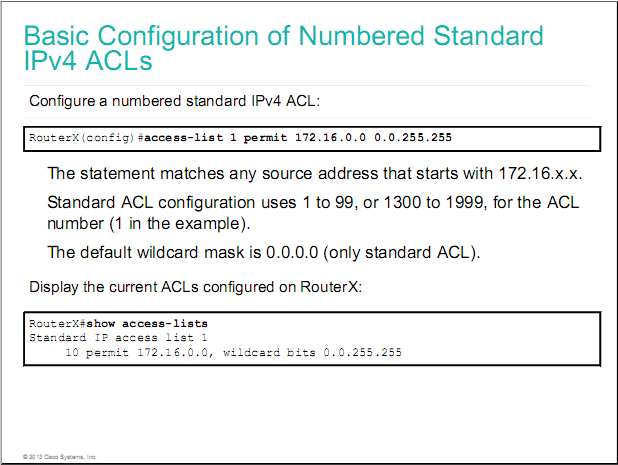 Basic Configuration of Numbered Standard
IPv4 ACLs
Configure a numbered standard IPv4 ACL:
RouterX(config)#access-list 1 permit 172.16.0.0 0.0.255.255
The statement matches any source address that starts with 172.16.x.x.
Standard ACL configuration uses 1 to 99, or 1300 to 1999, for the ACL
number (1 in the example).
The default wildcard mask is 0.0.0.0 (only standard ACL).
Display the current ACLs configured on RouterX:
RouterX#show access-lists
Standard IP access list 1
10 permit 172.16.0.0, wildcard bits 0.0.255.255
© 2013 Cisco Systems, Inc.